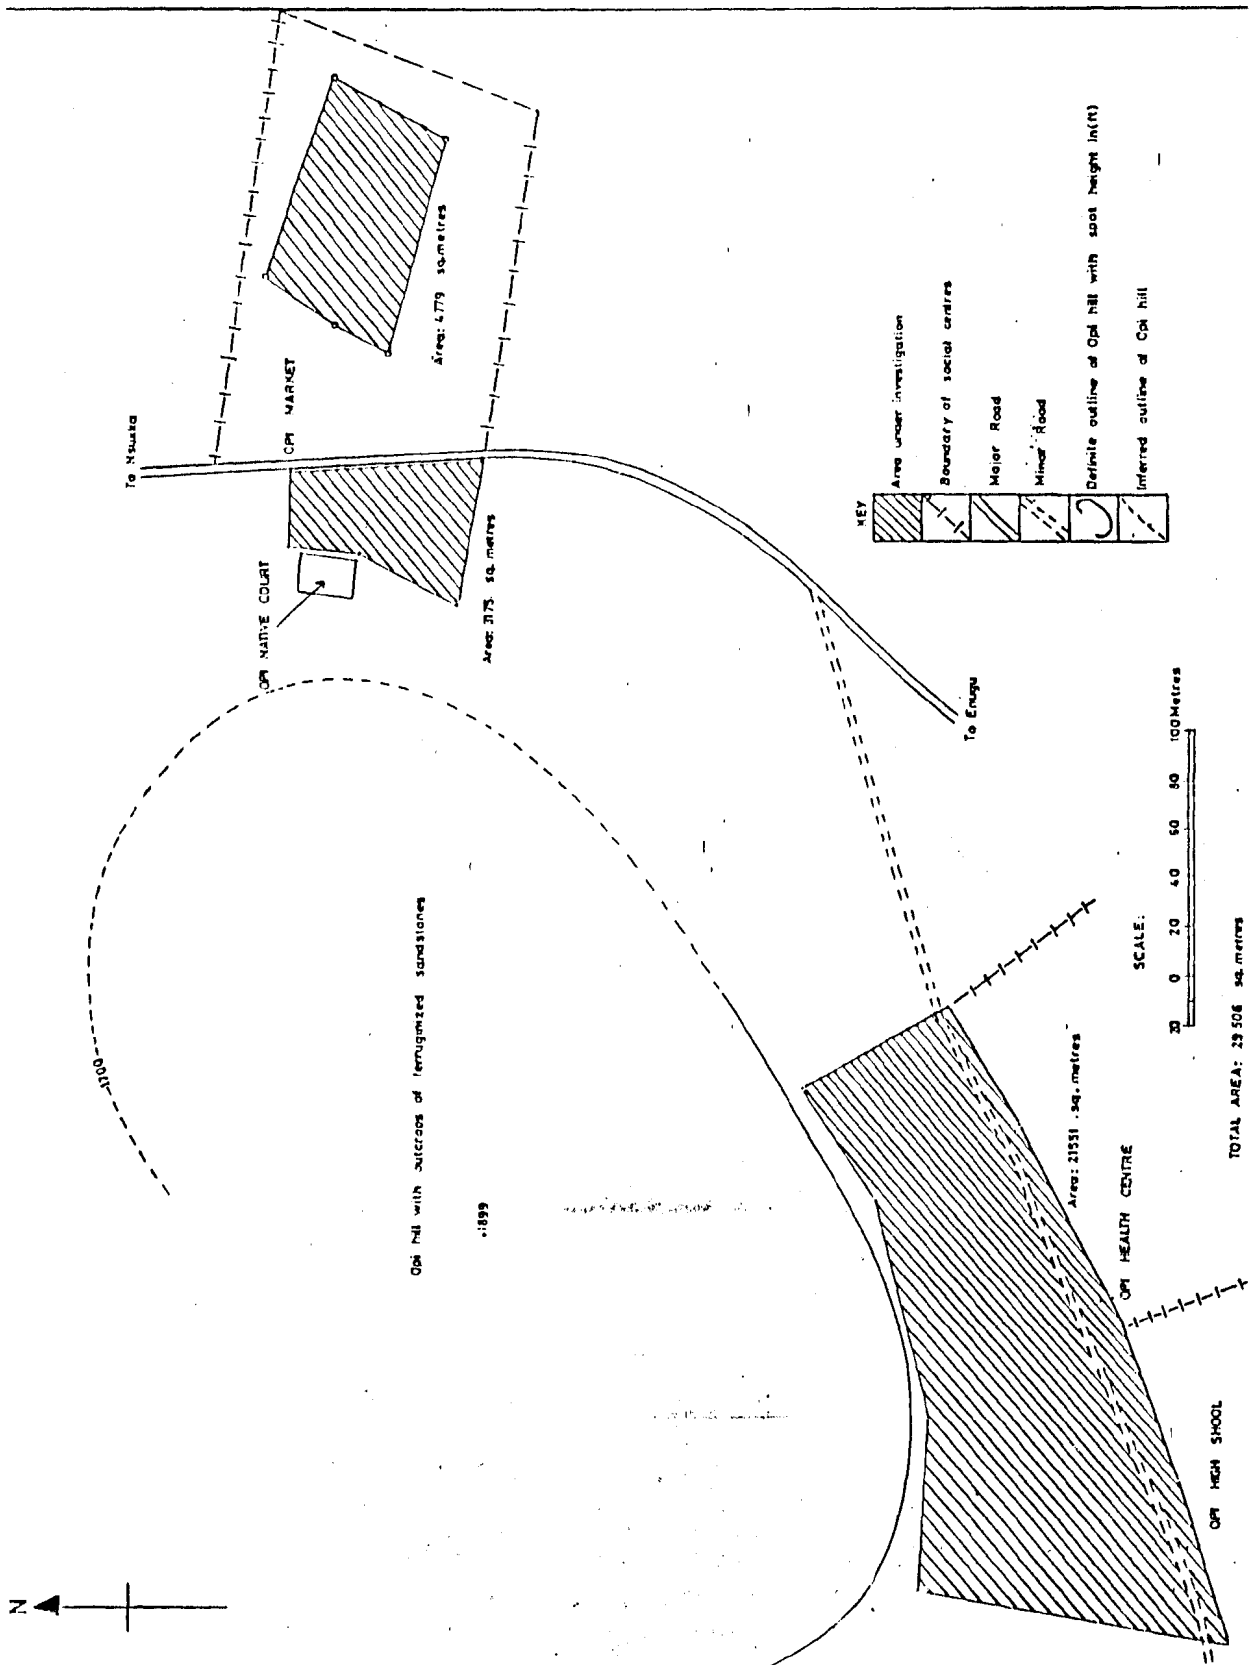 N
To Nsukka
OPI MARKET
OPI NATIVE COURT
Area: 4779 sq.metres
Area: 3175 sq. metres
1700
Opi hill with outcrops of ferruginized sandstones
.1899
To Enugu
KEY
Area under investigation
Boundary of social centres
Major Road
Minor Road
Definite outline of Opi hill with spot height in(ft)
Inferred outline of Opi hill
Area: 21551 .sq. metres
OPI HEALTH CENTRE
OPI HIGH SHOOL
SCALE:
20 0 20 40 60 80 100 Metres
TOTAL AREA: 29 506 sq. metres